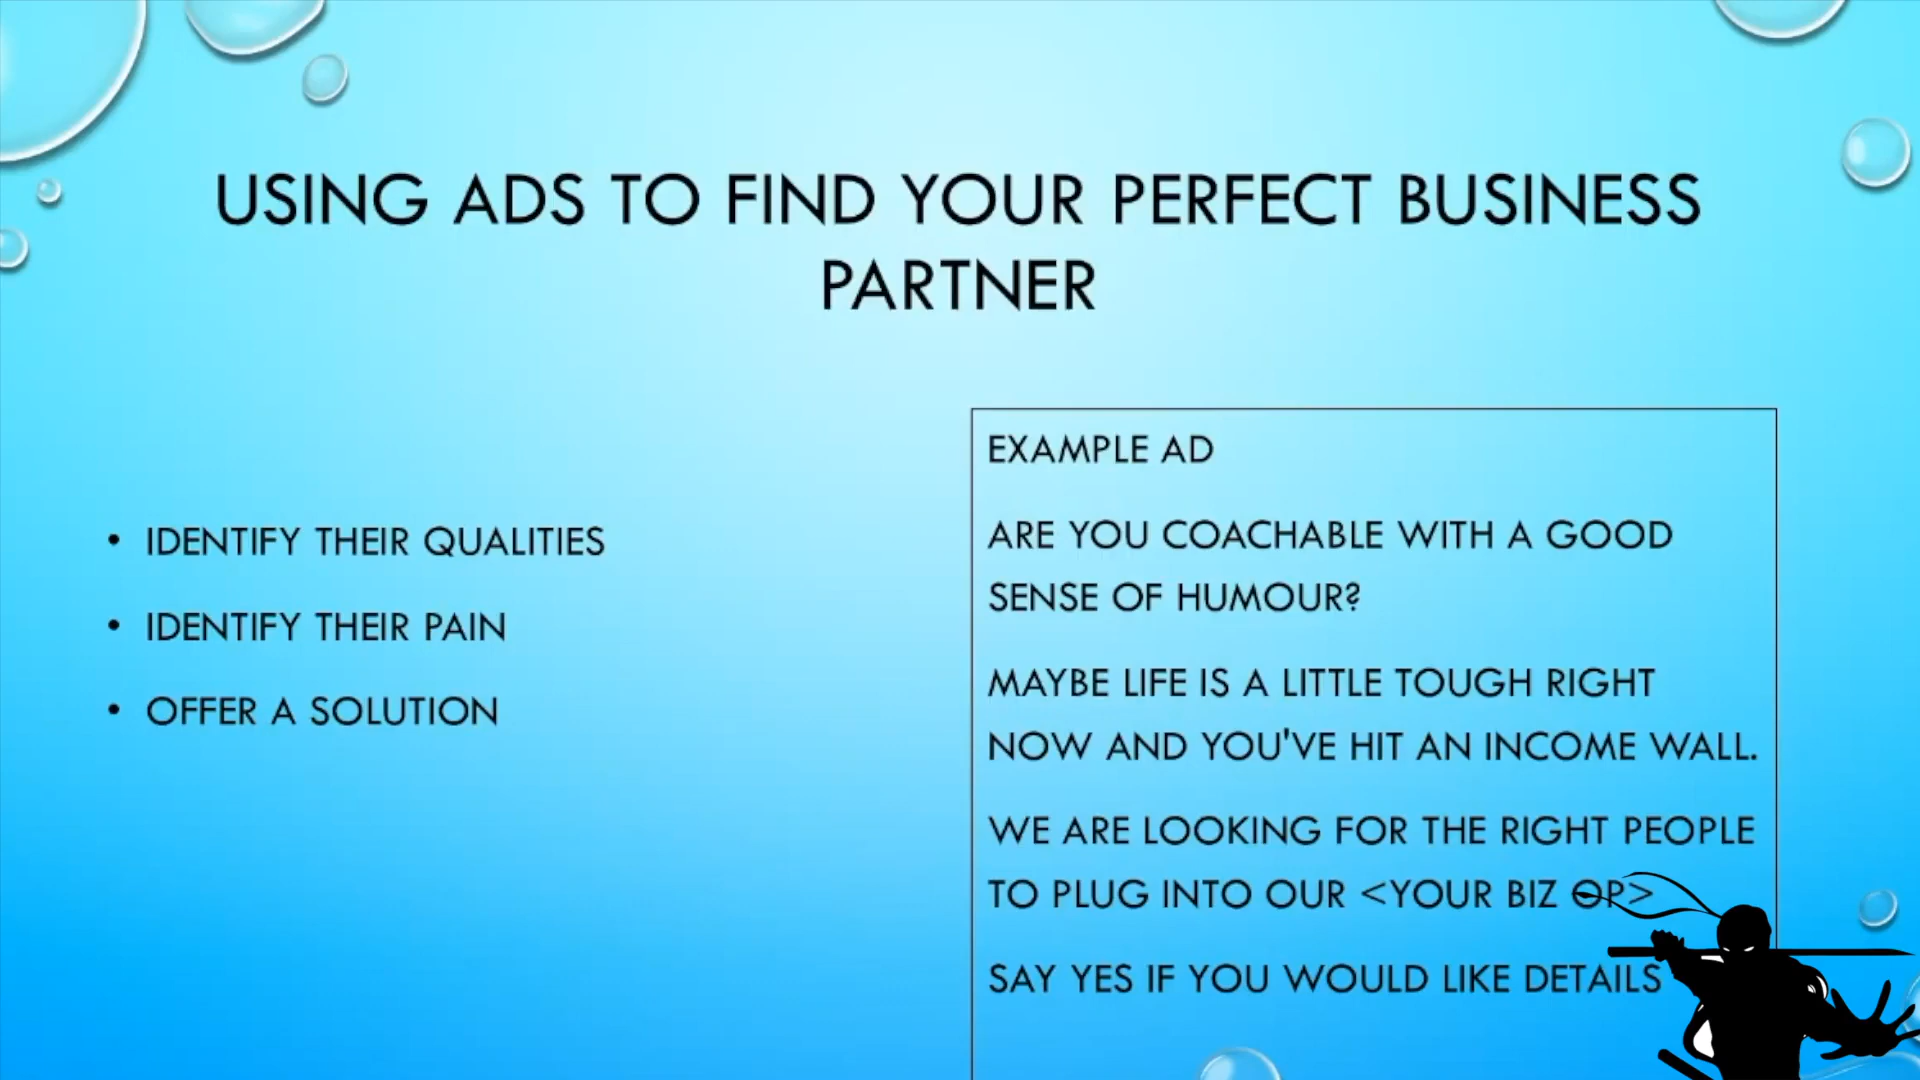 USING ADS TO FIND YOUR PERFECT BUSINESS
PARTNER
• IDENTIFY THEIR QUALITIES
• IDENTIFY THEIR PAIN
• OFFER A SOLUTION
EXAMPLE AD
ARE YOU COACHABLE WITH A GOOD
SENSE OF HUMOUR?
MAYBE LIFE IS A LITTLE TOUGH RIGHT
NOW AND YOU'VE HIT AN INCOME WALL.
WE ARE LOOKING FOR THE RIGHT PEOPLE
TO PLUG INTO OUR <YOUR BIZ OP>
SAY YES IF YOU WOULD LIKE DETAILS